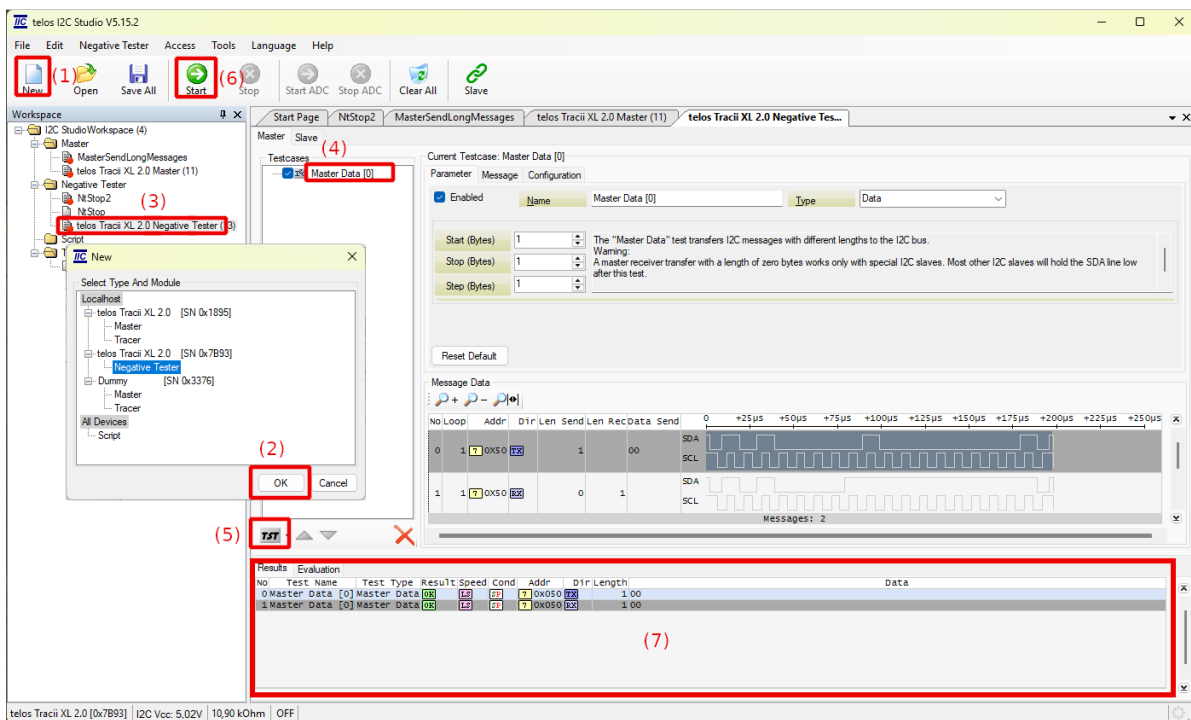 IIC telos I2C Studio V5.15.2
File Edit Negative Tester Access Tools Language Help
(1) (6)
New Open Save All Start Stop Start ADC Stop ADC Clear All Slave
Workspace
I2C StudioWorkspace (4)
Master
MasterSendLongMessages
telos Tracii XL 2.0 Master (11)
Negative Tester
NtStop2
(3)
NtStop
telos Tracii XL 2.0 Negative Tester (13)
Script
Start Page NtStop2 MasterSendLongMessages telos Tracii XL 2.0 Master (11) telos Tracii XL 2.0 Negative Tes...
Master Slave
(4)
Testcases
Master Data [0]
IIC New
Select Type And Module
Localhost
telos Tracii XL 2.0 [SN 0x1895]
Master
Tracer
telos Tracii XL 2.0 [SN 0x7B93]
Negative Tester
Dummy [SN 0x3376]
Master
Tracer
All Devices
Script
(2)
OK Cancel
(5) TST
Current Testcase: Master Data [0]
Parameter Message Configuration
Enabled Name Master Data [0] Type Data
Start (Bytes) 1
Stop (Bytes) 1
Step (Bytes) 1
The "Master Data" test transfers I2C messages with different lengths to the I2C bus.
Warning:
A master receiver transfer with a length of zero bytes works only with special I2C slaves. Most other I2C slaves will hold the SDA line low
after this test.
Reset Default
Message Data
No Loop Addr Dir Len Send Len Rec Data Send 0 +25µs +50µs +75µs +100µs +125µs +150µs +175µs +200µs +225µs +250µs
0 1 ? 0X50 TX 1 00 SDA
SCL
1 1 ? 0X50 RX 0 1 SDA
SCL
Messages: 2
Results Evaluation
No Test Name Test Type Result Speed Cond Addr Dir Length Data
0 Master Data [0] Master Data OK LS SP ? 0X050 TX 1 00
1 Master Data [0] Master Data OK LS SP ? 0X050 RX 1 00
(7)
telos Tracii XL 2.0 [0x7B93] I2C Vcc: 5,02V 10,90 kOhm OFF